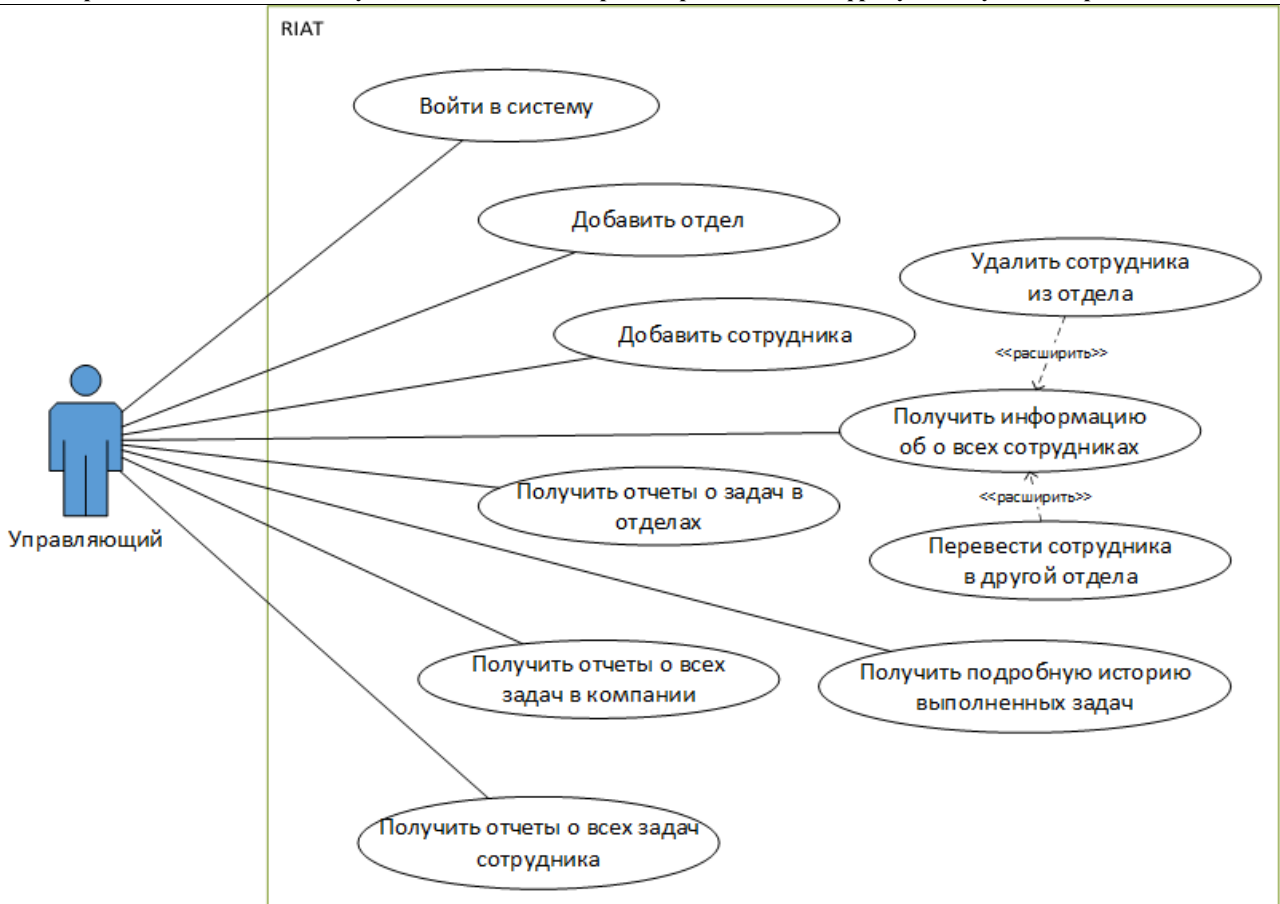 RIAT
Войти в систему
Добавить отдел
Удалить сотрудника
из отдела
Добавить сотрудника
<<расширить>>
Получить информацию
об о всех сотрудниках
Получить отчеты о задач в
отделах
<<расширить>>
Управляющий
Перевести сотрудника
в другой отдела
Получить отчеты о всех
задач в компании
Получить подробную историю
выполненных задач
Получить отчеты о всех задач
сотрудника